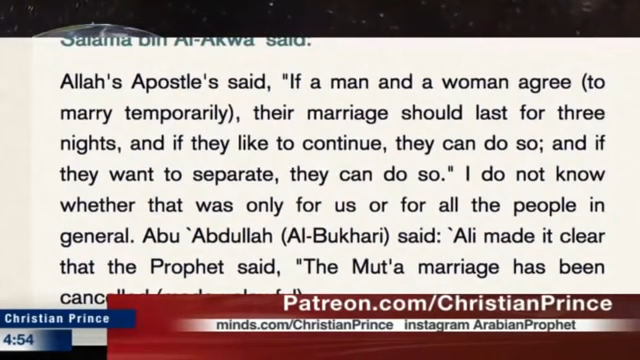 Salama bin Al-Akwa` said:
Allah's Apostle's said, "If a man and a woman agree (to
marry temporarily), their marriage should last for three
nights, and if they like to continue, they can do so; and if
they want to separate, they can do so." I do not know
whether that was only for us or for all the people in
general. Abu `Abdullah (Al-Bukhari) said: `Ali made it clear
that the Prophet said, "The Mut'a marriage has been
Patreon.com/ChristianPrince
Christian Prince
minds.com/ChristianPrince instagram ArabianProphet
4:54